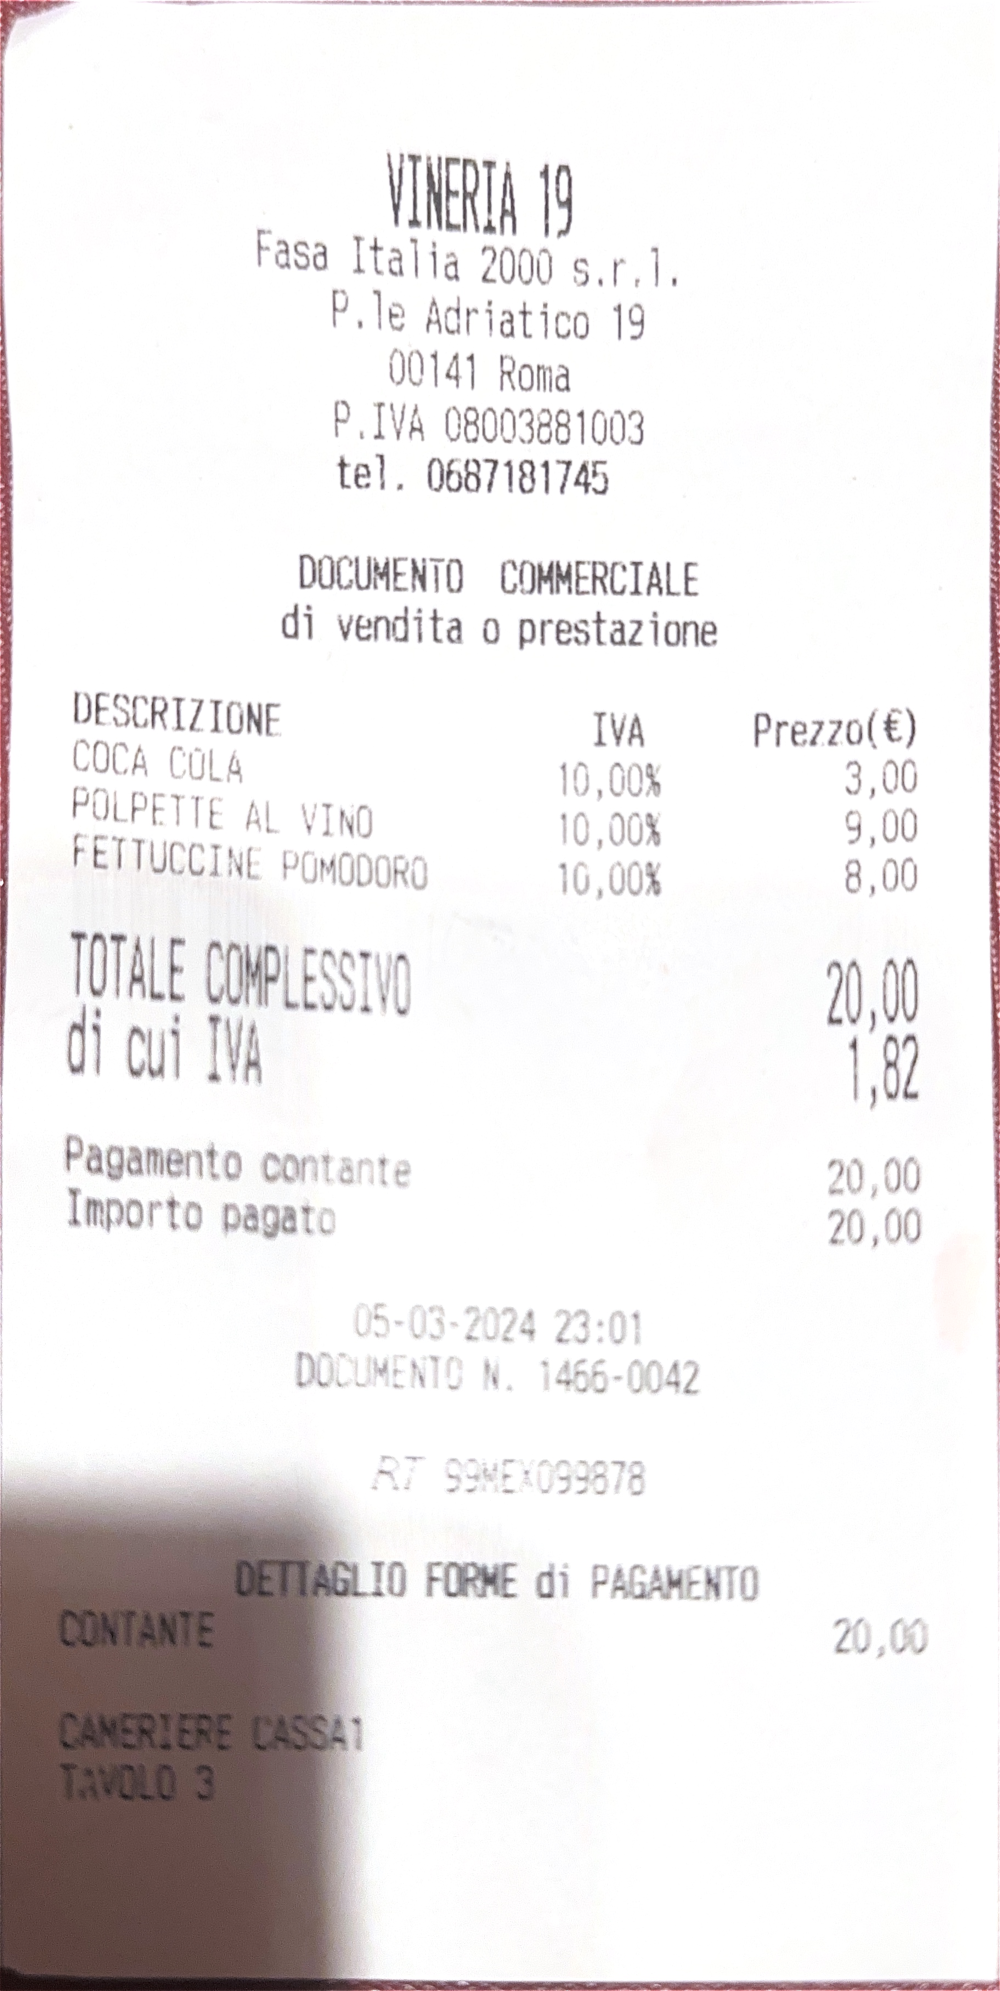 VINERIA 19
Fasa Italia 2000 s.r.l.
P.le Adriatico 19
00141 Roma
P.IVA 08003881003
tel. 0687181745
DOCUMENTO COMMERCIALE
di vendita o prestazione
DESCRIZIONE IVA Prezzo(€)
COCA COLA 10,00% 3,00
POLPETTE AL VINO 10,00% 9,00
FETTUCCINE POMODORO 10,00% 8,00
TOTALE COMPLESSIVO 20,00
di cui IVA 1,82
Pagamento contante 20,00
Importo pagato 20,00
05-03-2024 23:01
DOCUMENTO N. 1466-0042
RT 99MEX099878
DETTAGLIO FORME di PAGAMENTO
CONTANTE 20,00
CAMERIERE CASSA1
TAVOLO 3